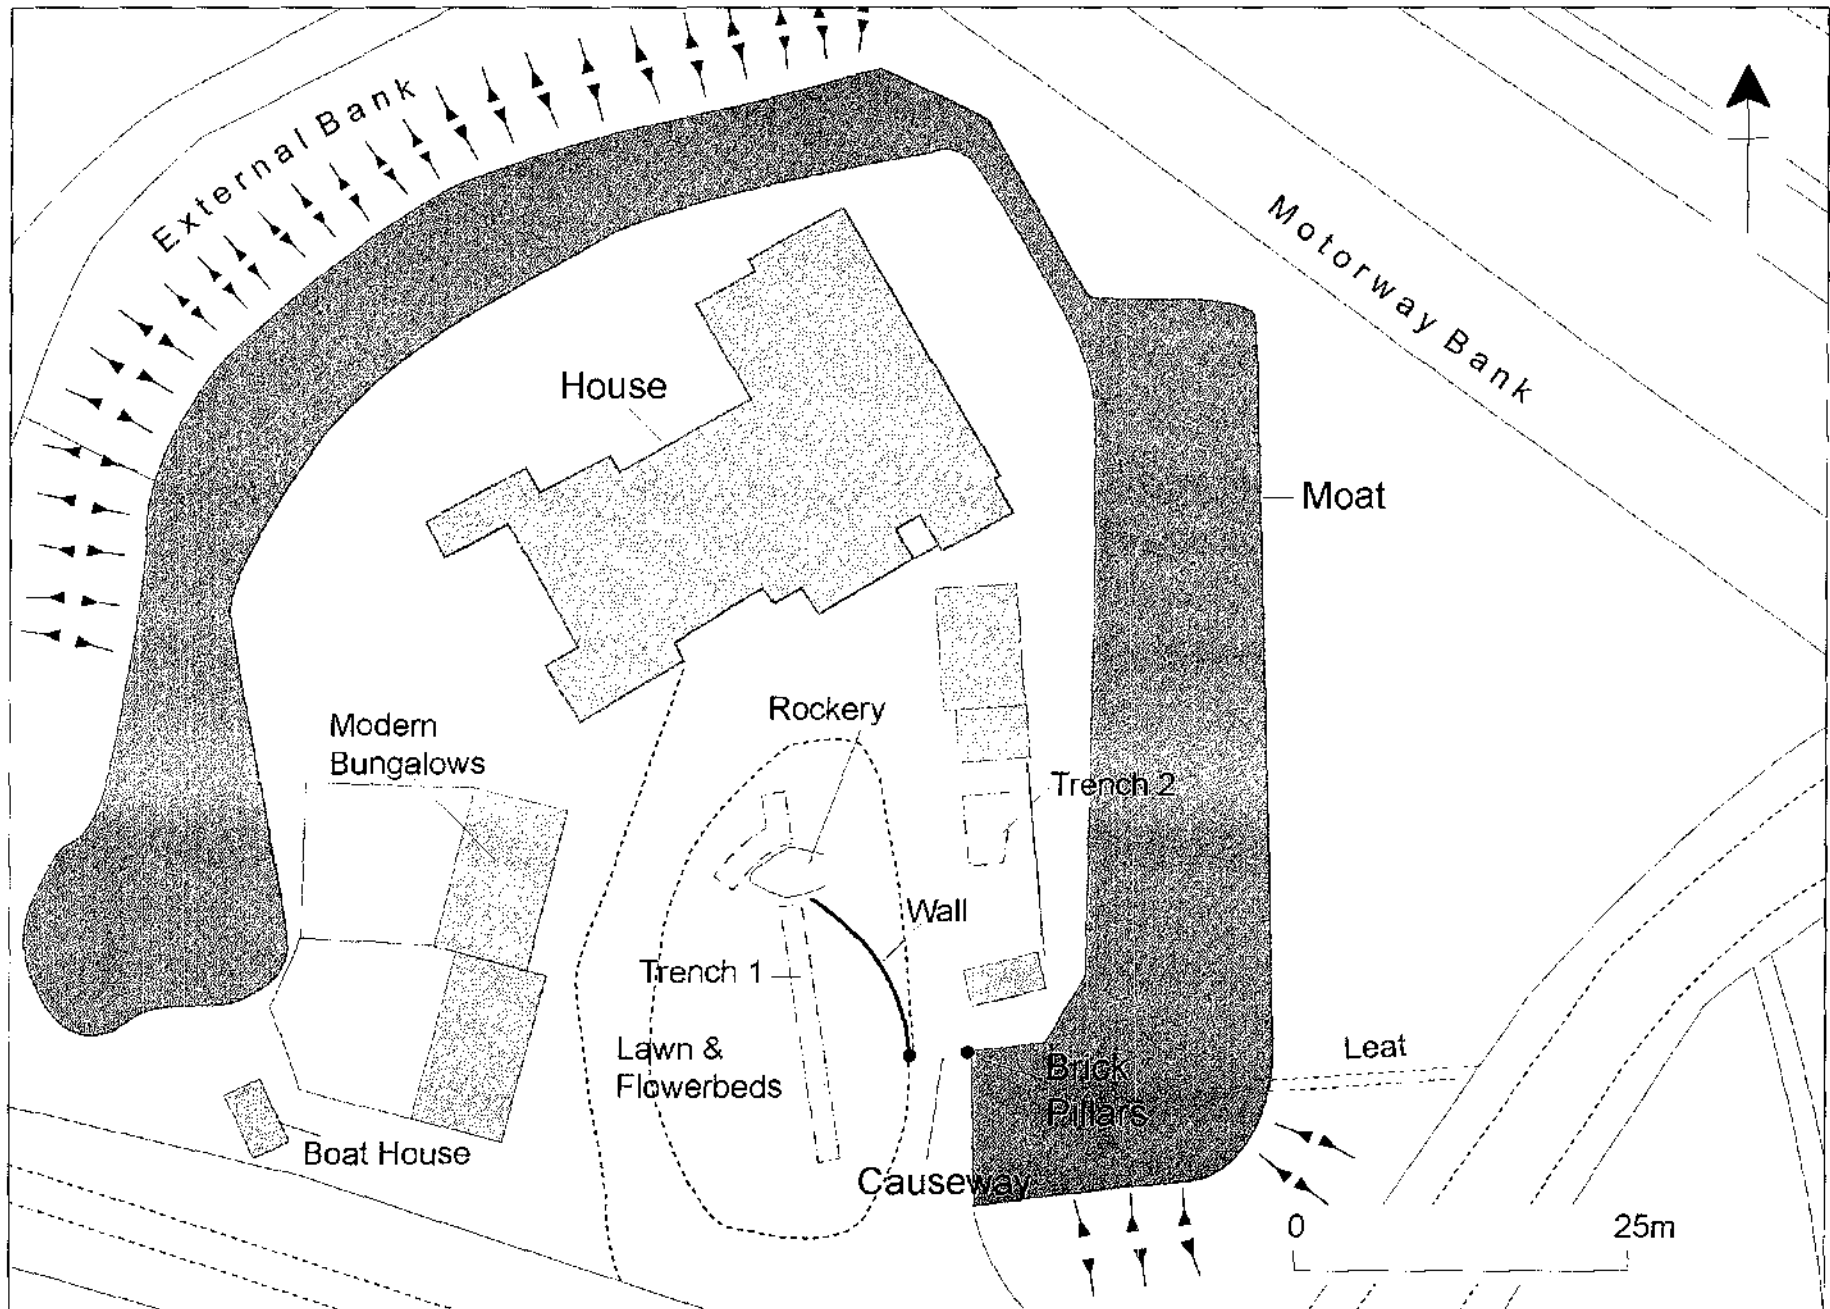 External Bank
Motorway Bank
House
Moat
Rockery
Modern
Bungalows
Trench 2
Wall
Trench 1
Lawn &
Flowerbeds
Leat
Brick
Pillars
Boat House
Causeway
0
25m